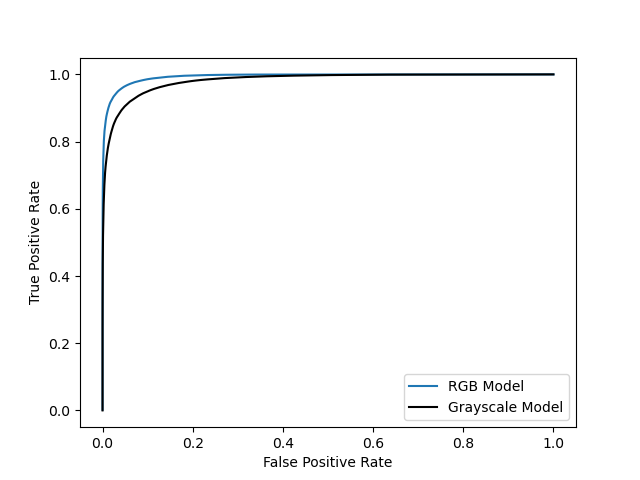 1.0
0.8
0.6
0.4
0.2
0.0
True Positive Rate
RGB Model
Grayscale Model
0.0 0.2 0.4 0.6 0.8 1.0
False Positive Rate